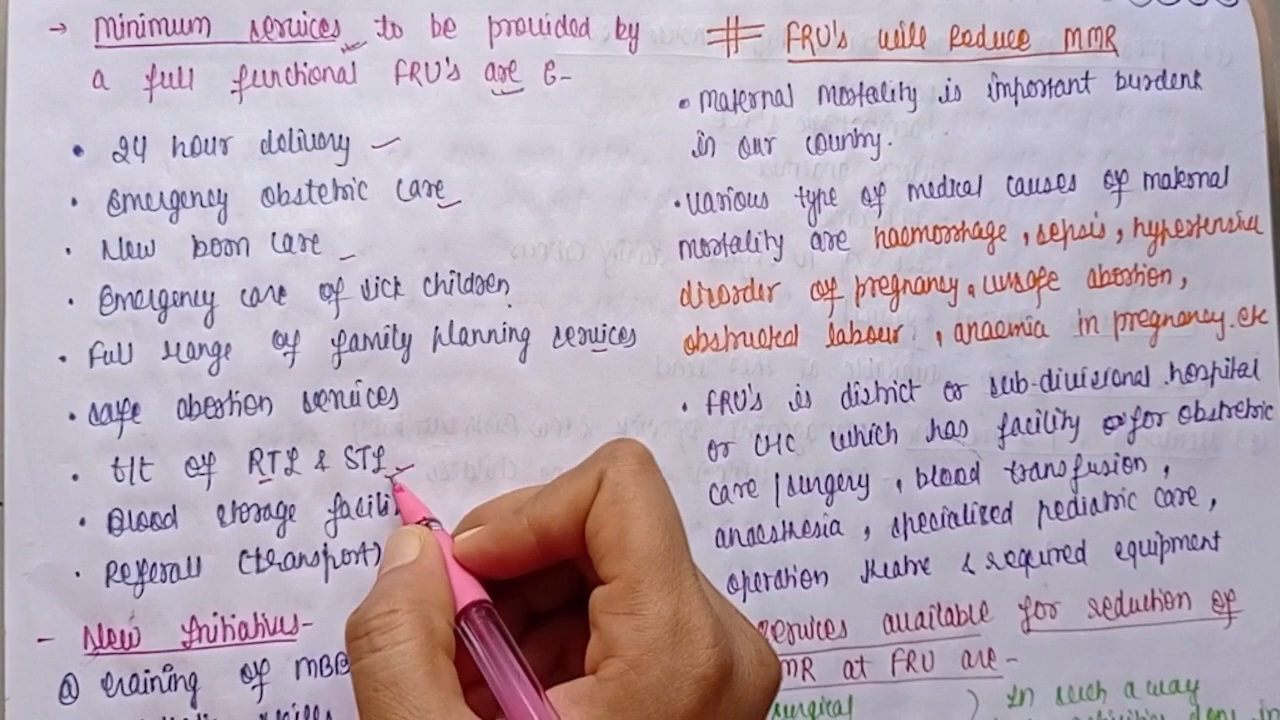 → Minimum services to be provided by
a full functional FRU's are :-
• 24 hour delivery
• Emergency obstetric care
• New born care
• Emergency care of sick children
• Full range of family planning services
• safe abortion services
• t/t of RTI & STI
• Blood storage facili
• Referall (transport)
- New Initiatives-
@ training of MBB
# FRU's will Reduce MMR
• maternal mortality is important burdent
in our country.
• various type of medical causes of maternal
mortality are haemorrhage, sepsis, hypertensive
disorder of pregnancy, unsafe abortion,
obstructed labour, anaemia in pregnancy. etc
• FRU's is district or sub-divisional hospital
or CHC which has facility for obstetric
care / surgery, blood transfusion,
anaesthesia, specialized pediatric care,
operation theatre & required equipment
services available for reduction of
MR at FRU are-
surgical ) In such a way